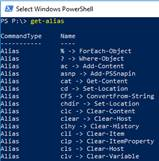 Select Windows PowerShell
PS P:\> get-alias
CommandType     Name
-----------     ----
Alias           % -> ForEach-Object
Alias           ? -> Where-Object
Alias           ac -> Add-Content
Alias           asnp -> Add-PSSnapin
Alias           cat -> Get-Content
Alias           cd -> Set-Location
Alias           CFS -> ConvertFrom-String
Alias           chdir -> Set-Location
Alias           clc -> Clear-Content
Alias           clear -> Clear-Host
Alias           clhy -> Clear-History
Alias           cli -> Clear-Item
Alias           clp -> Clear-ItemProperty
Alias           cls -> Clear-Host
Alias           clv -> Clear-Variable